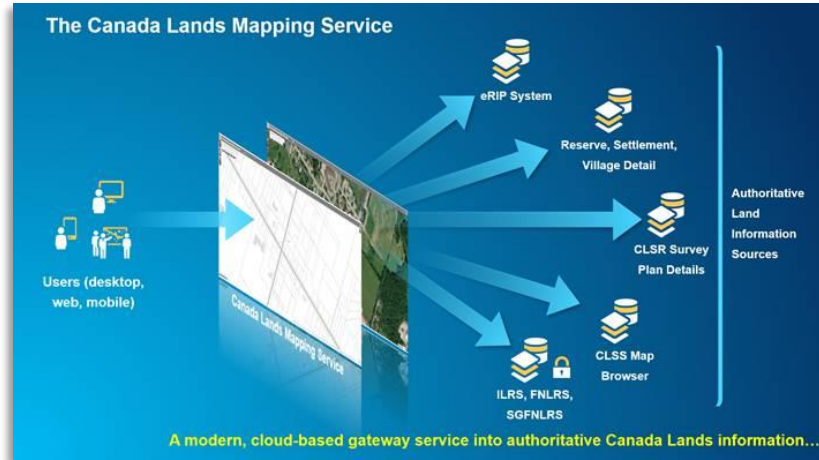 The Canada Lands Mapping Service
eRIP System
Reserve, Settlement,
Village Detail
Authoritative
Land
Information
Sources
CLSR Survey
Plan Details
Users (desktop,
web, mobile)
Canada Lands Mapping Service
CLSS Map
Browser
ILRS, FNLRS,
SGFNLRS
A modern, cloud-based gateway service into authoritative Canada Lands information…